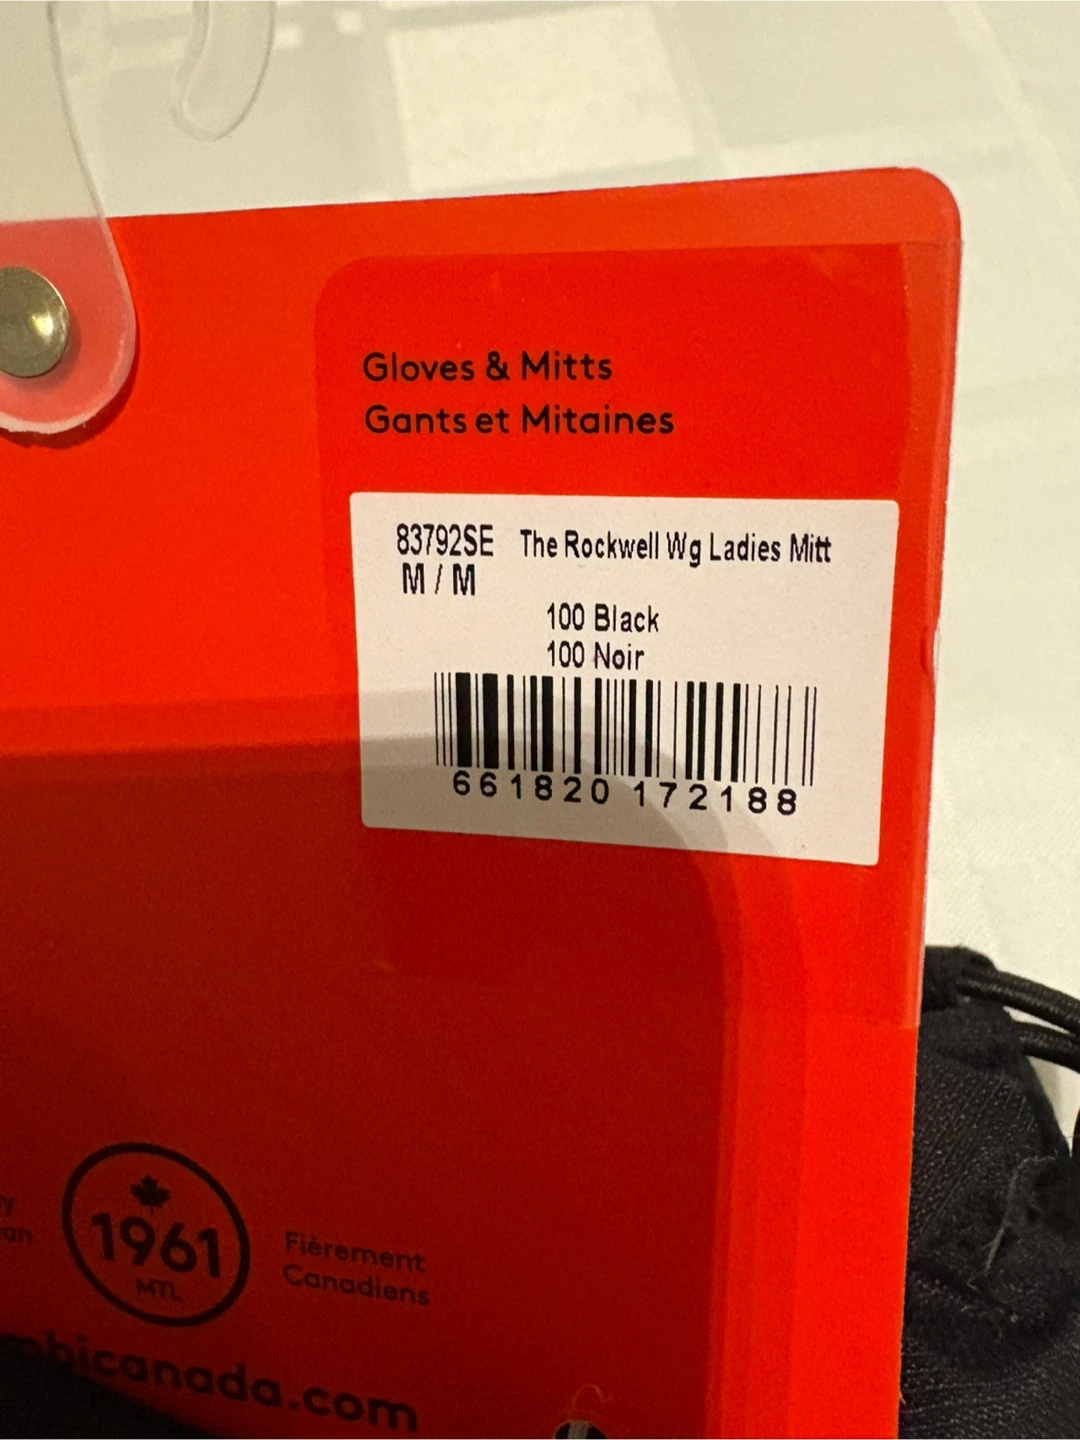 Gloves & Mitts
Gants et Mitaines
83792SE The Rockwell Wg Ladies Mitt
M / M
100 Black
100 Noir
661820 172188
1961
MTL
Fièrement
Canadiens
obicanada.com